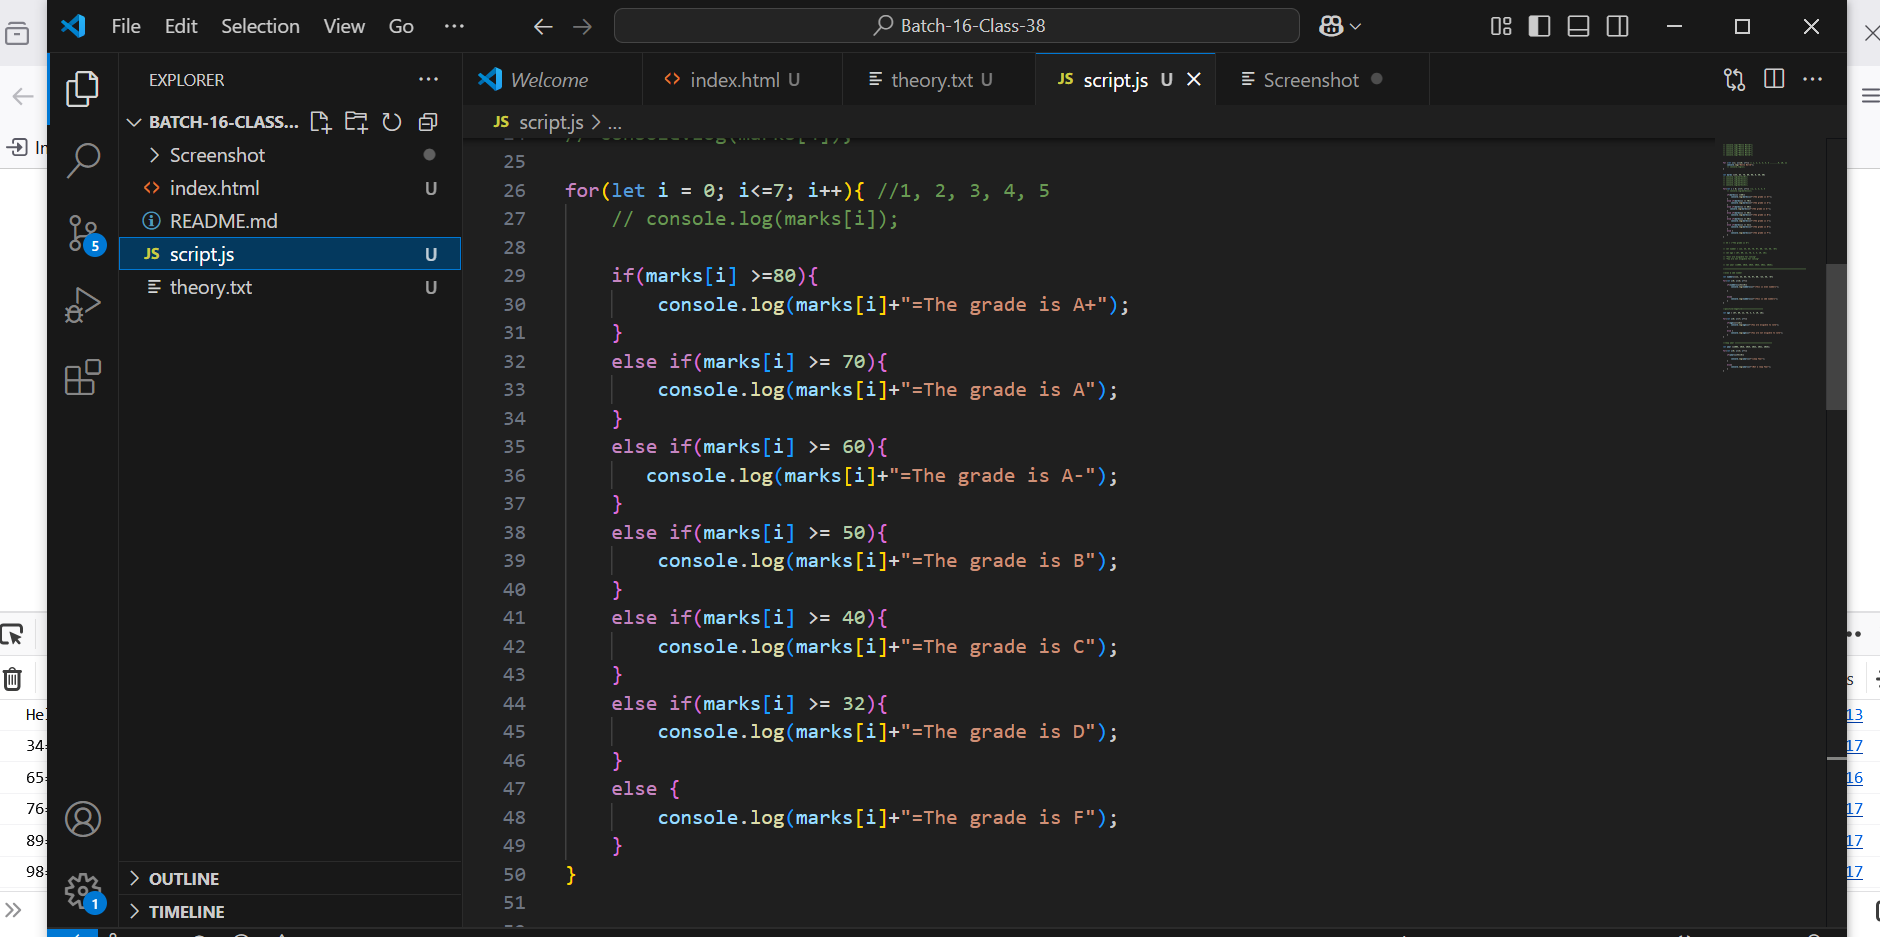 File Edit Selection View Go ... Batch-16-Class-38
EXPLORER
BATCH-16-CLASS...
Screenshot
index.html U
README.md
script.js U
theory.txt U
OUTLINE
TIMELINE
5
1
Welcome index.html U theory.txt U JS script.js U Screenshot
JS script.js > ...
25
26 for(let i = 0; i<=7; i++){ //1, 2, 3, 4, 5
27 // console.log(marks[i]);
28
29 if(marks[i] >=80){
30 console.log(marks[i]+"=The grade is A+");
31 }
32 else if(marks[i] >= 70){
33 console.log(marks[i]+"=The grade is A");
34 }
35 else if(marks[i] >= 60){
36 console.log(marks[i]+"=The grade is A-");
37 }
38 else if(marks[i] >= 50){
39 console.log(marks[i]+"=The grade is B");
40 }
41 else if(marks[i] >= 40){
42 console.log(marks[i]+"=The grade is C");
43 }
44 else if(marks[i] >= 32){
45 console.log(marks[i]+"=The grade is D");
46 }
47 else {
48 console.log(marks[i]+"=The grade is F");
49 }
50 }
51
34
65
76
89
98
13
17
16
17
17
17